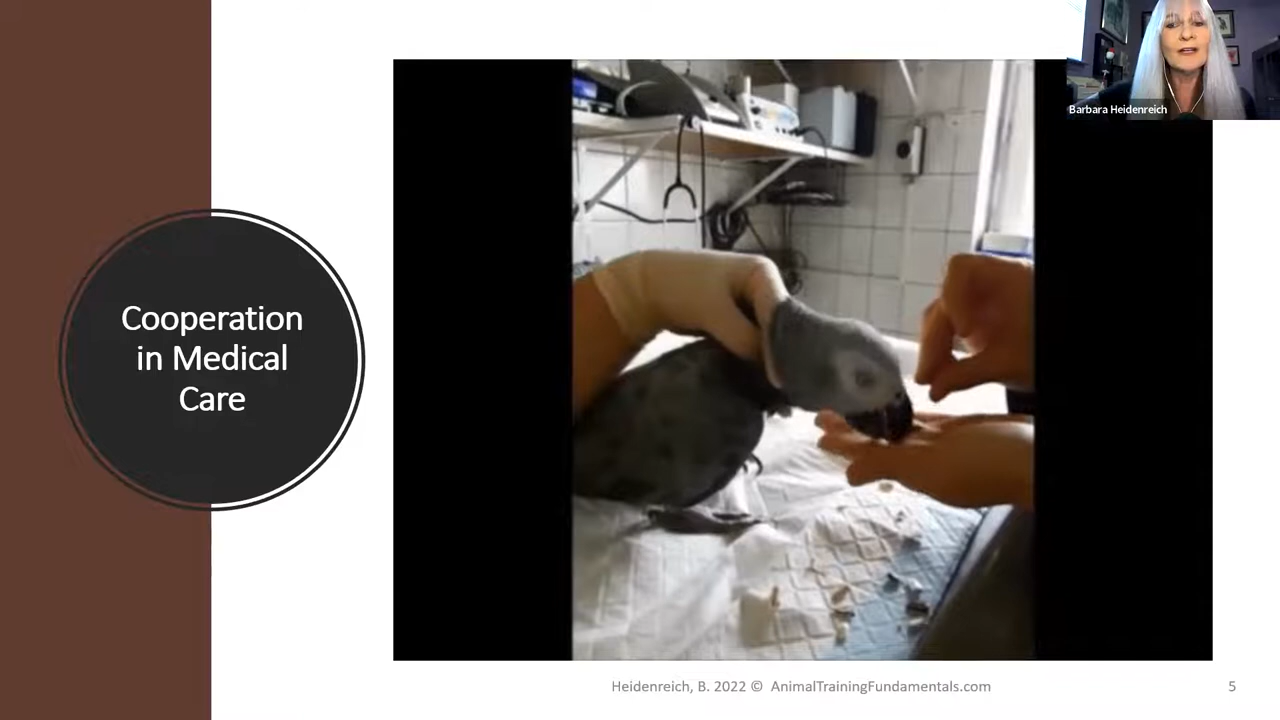 Barbara Heidenreich
Cooperation
in Medical
Care
Heidenreich, B. 2022 © AnimalTrainingFundamentals.com
5